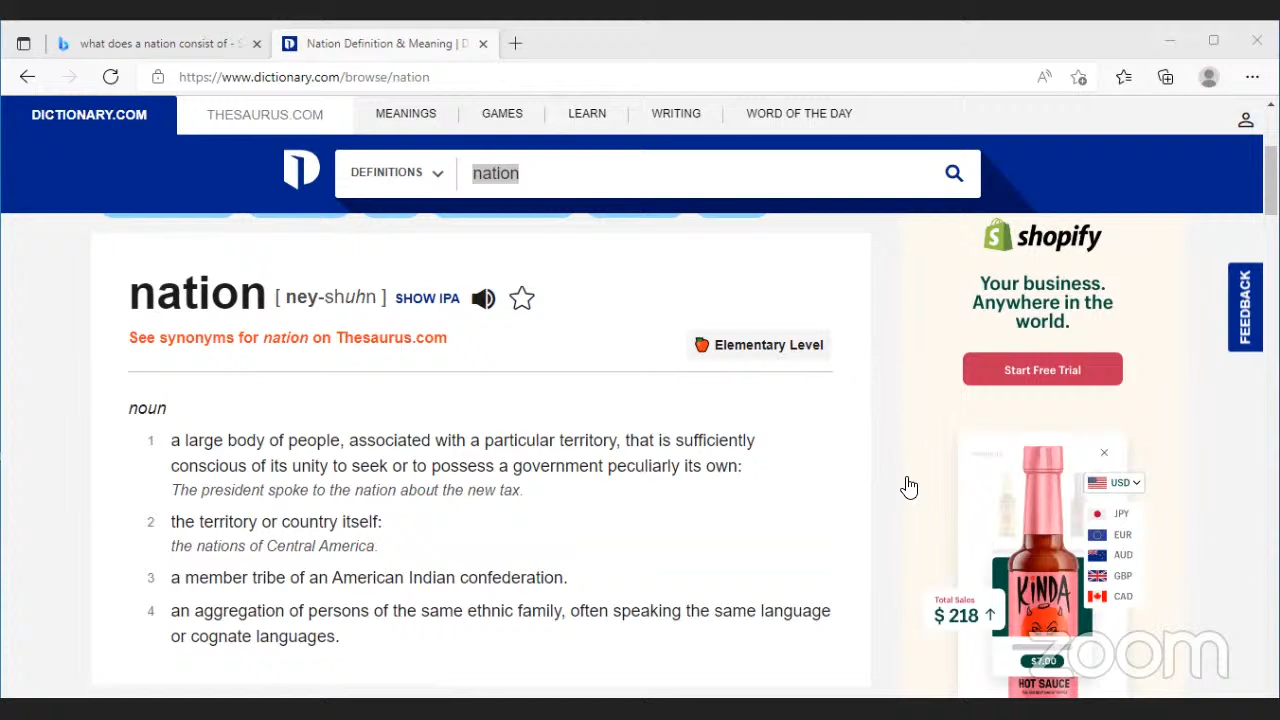 what does a nation consist of - S
Nation Definition & Meaning | D
https://www.dictionary.com/browse/nation
DICTIONARY.COM
THESAURUS.COM
MEANINGS
GAMES
LEARN
WRITING
WORD OF THE DAY
DEFINITIONS
nation
nation [ ney-shuhn ] SHOW IPA
See synonyms for nation on Thesaurus.com
Elementary Level
noun
1 a large body of people, associated with a particular territory, that is sufficiently
conscious of its unity to seek or to possess a government peculiarly its own:
The president spoke to the nation about the new tax.
2 the territory or country itself:
the nations of Central America.
3 a member tribe of an American Indian confederation.
4 an aggregation of persons of the same ethnic family, often speaking the same language
or cognate languages.
shopify
Your business.
Anywhere in the
world.
Start Free Trial
FEEDBACK
USD
JPY
EUR
AUD
GBP
CAD
KiNDA
Total Sales
$ 218 ↑
$7.00
HOT SAUCE
zoom